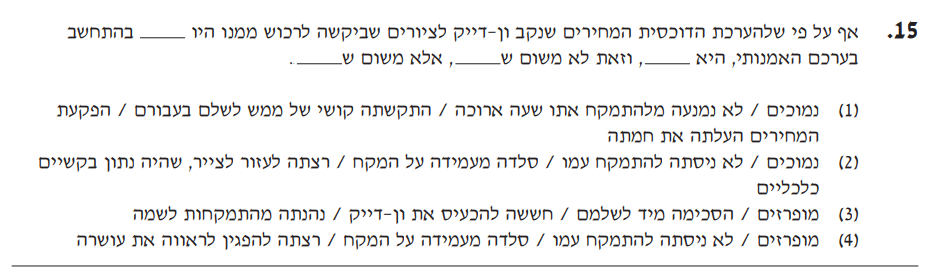 15. אף על פי שלהערכת הדוכסית המחירים שנקב ון-דייק לציורים שביקשה לרכוש ממנו היו _____ בהתחשב
בערכם האמנותי, היא _____, וזאת לא משום ש_____, אלא משום ש_____.
(1) נמוכים / לא נמנעה מלהתמקח אתו שעה ארוכה / התקשתה קושי של ממש לשלם בעבורם / הפקעת
המחירים העלתה את חמתה
(2) נמוכים / לא ניסתה להתמקח עמו / סלדה מעמידה על המקח / רצתה לעזור לצייר, שהיה נתון בקשיים
כלכליים
(3) מופרזים / הסכימה מיד לשלמם / חששה להכעיס את ון-דייק / נהנתה מהתמקחות לשמה
(4) מופרזים / לא ניסתה להתמקח עמו / סלדה מעמידה על המקח / רצתה להפגין לראווה את עושרה